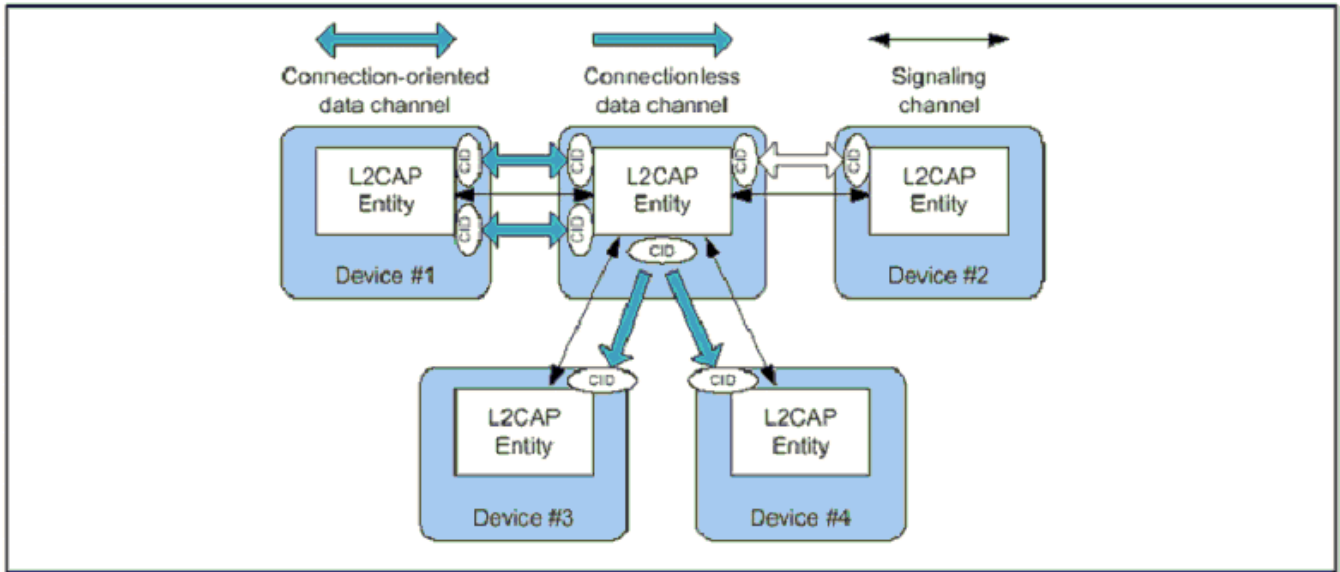 Connection-oriented
data channel
Connectionless
data channel
Signaling
channel
CID
CID
L2CAP
Entity
CID
CID
Device #1
CID
L2CAP
Entity
CID
CID
CID
L2CAP
Entity
Device #2
CID
L2CAP
Entity
Device #3
CID
L2CAP
Entity
Device #4